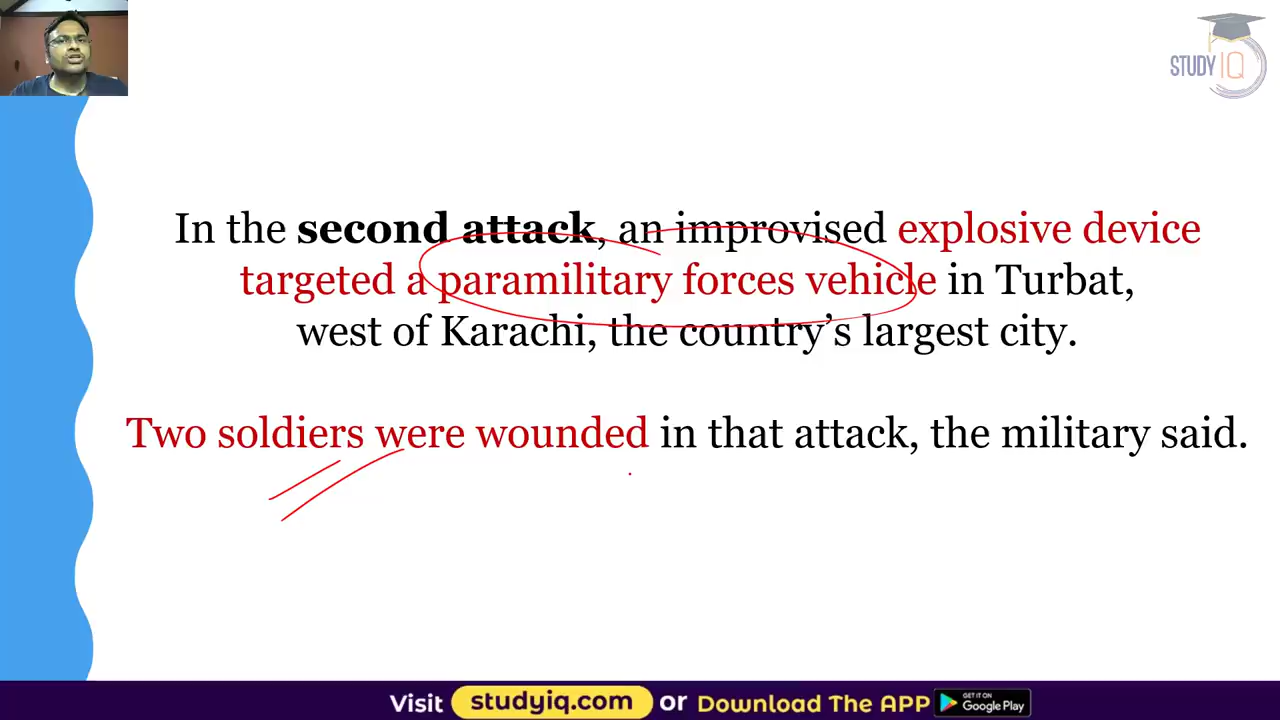 STUDY IQ
In the second attack, an improvised explosive device
targeted a paramilitary forces vehicle in Turbat,
west of Karachi, the country’s largest city.
Two soldiers were wounded in that attack, the military said.
Visit studyiq.com or Download The APP GET IT ON Google Play